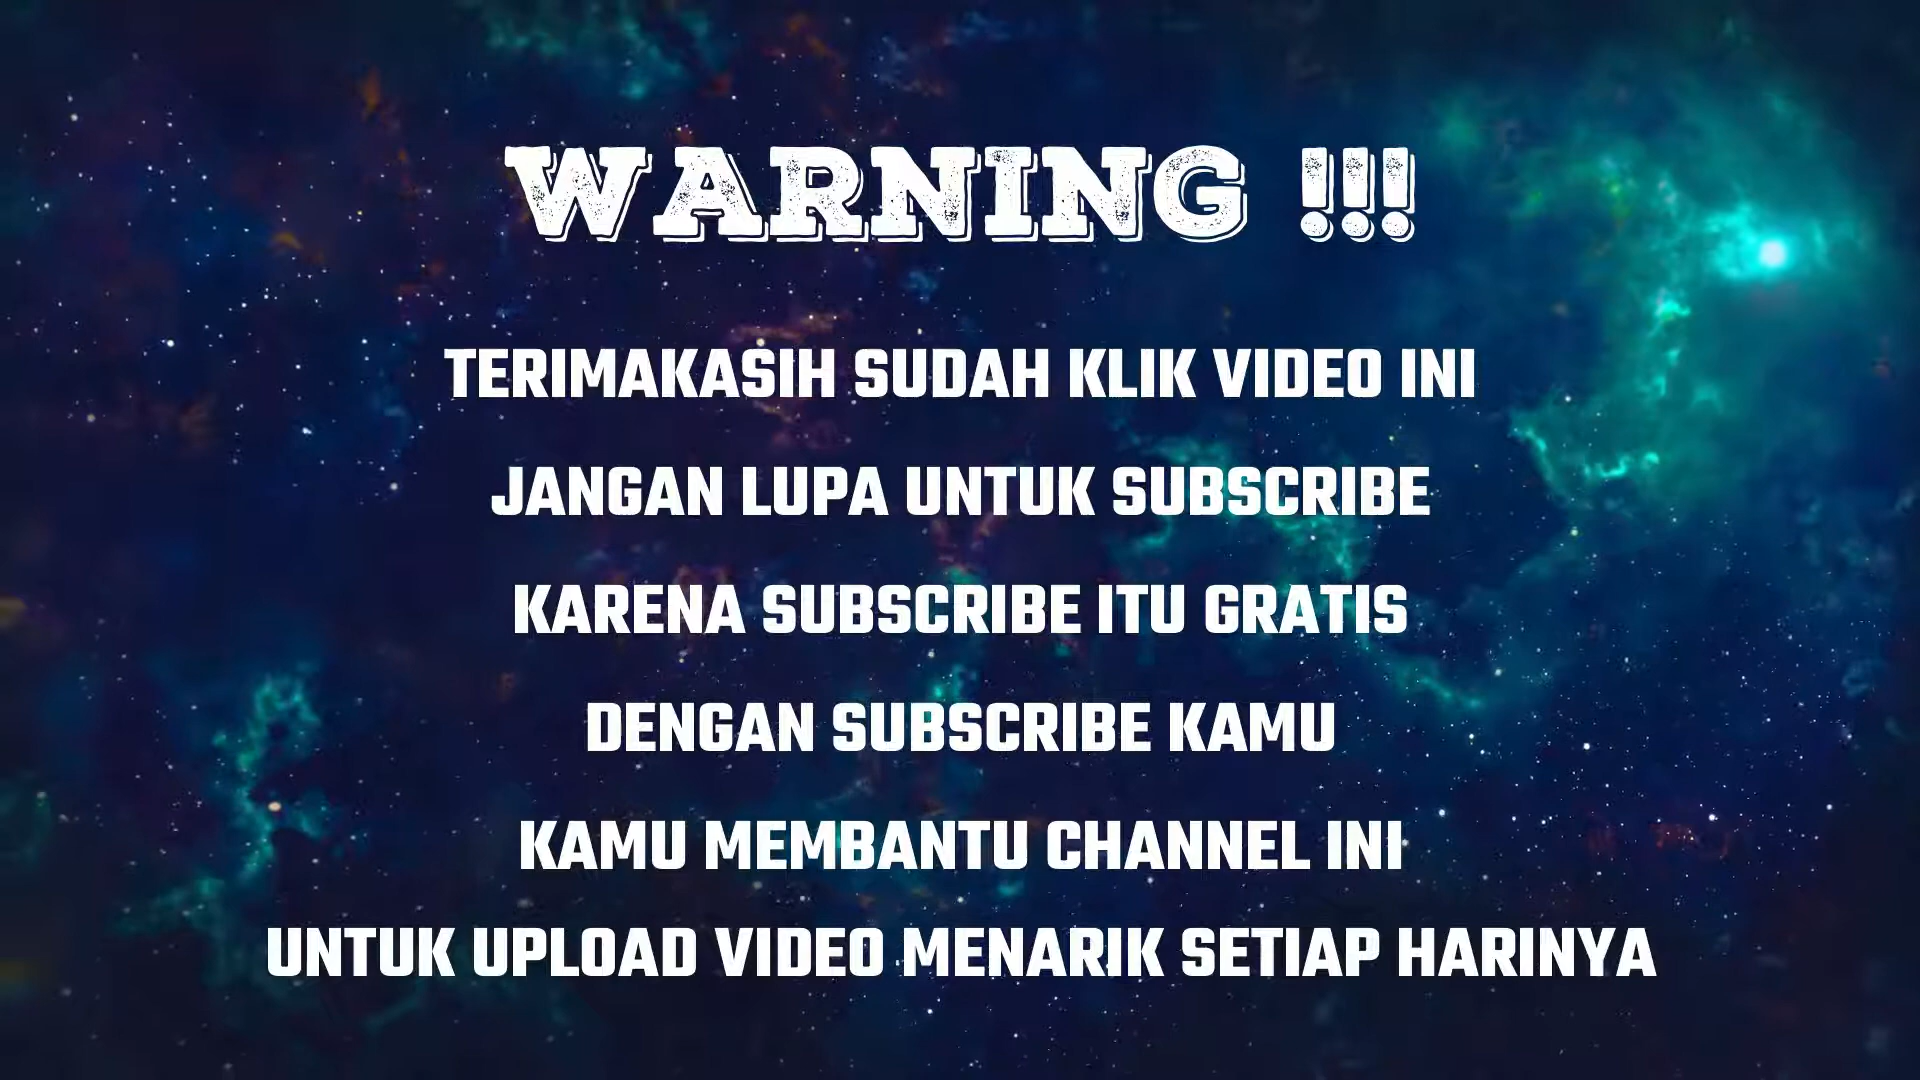 WARNING !!!
TERIMAKASIH SUDAH KLIK VIDEO INI
JANGAN LUPA UNTUK SUBSCRIBE
KARENA SUBSCRIBE ITU GRATIS
DENGAN SUBSCRIBE KAMU
KAMU MEMBANTU CHANNEL INI
UNTUK UPLOAD VIDEO MENARIK SETIAP HARINYA